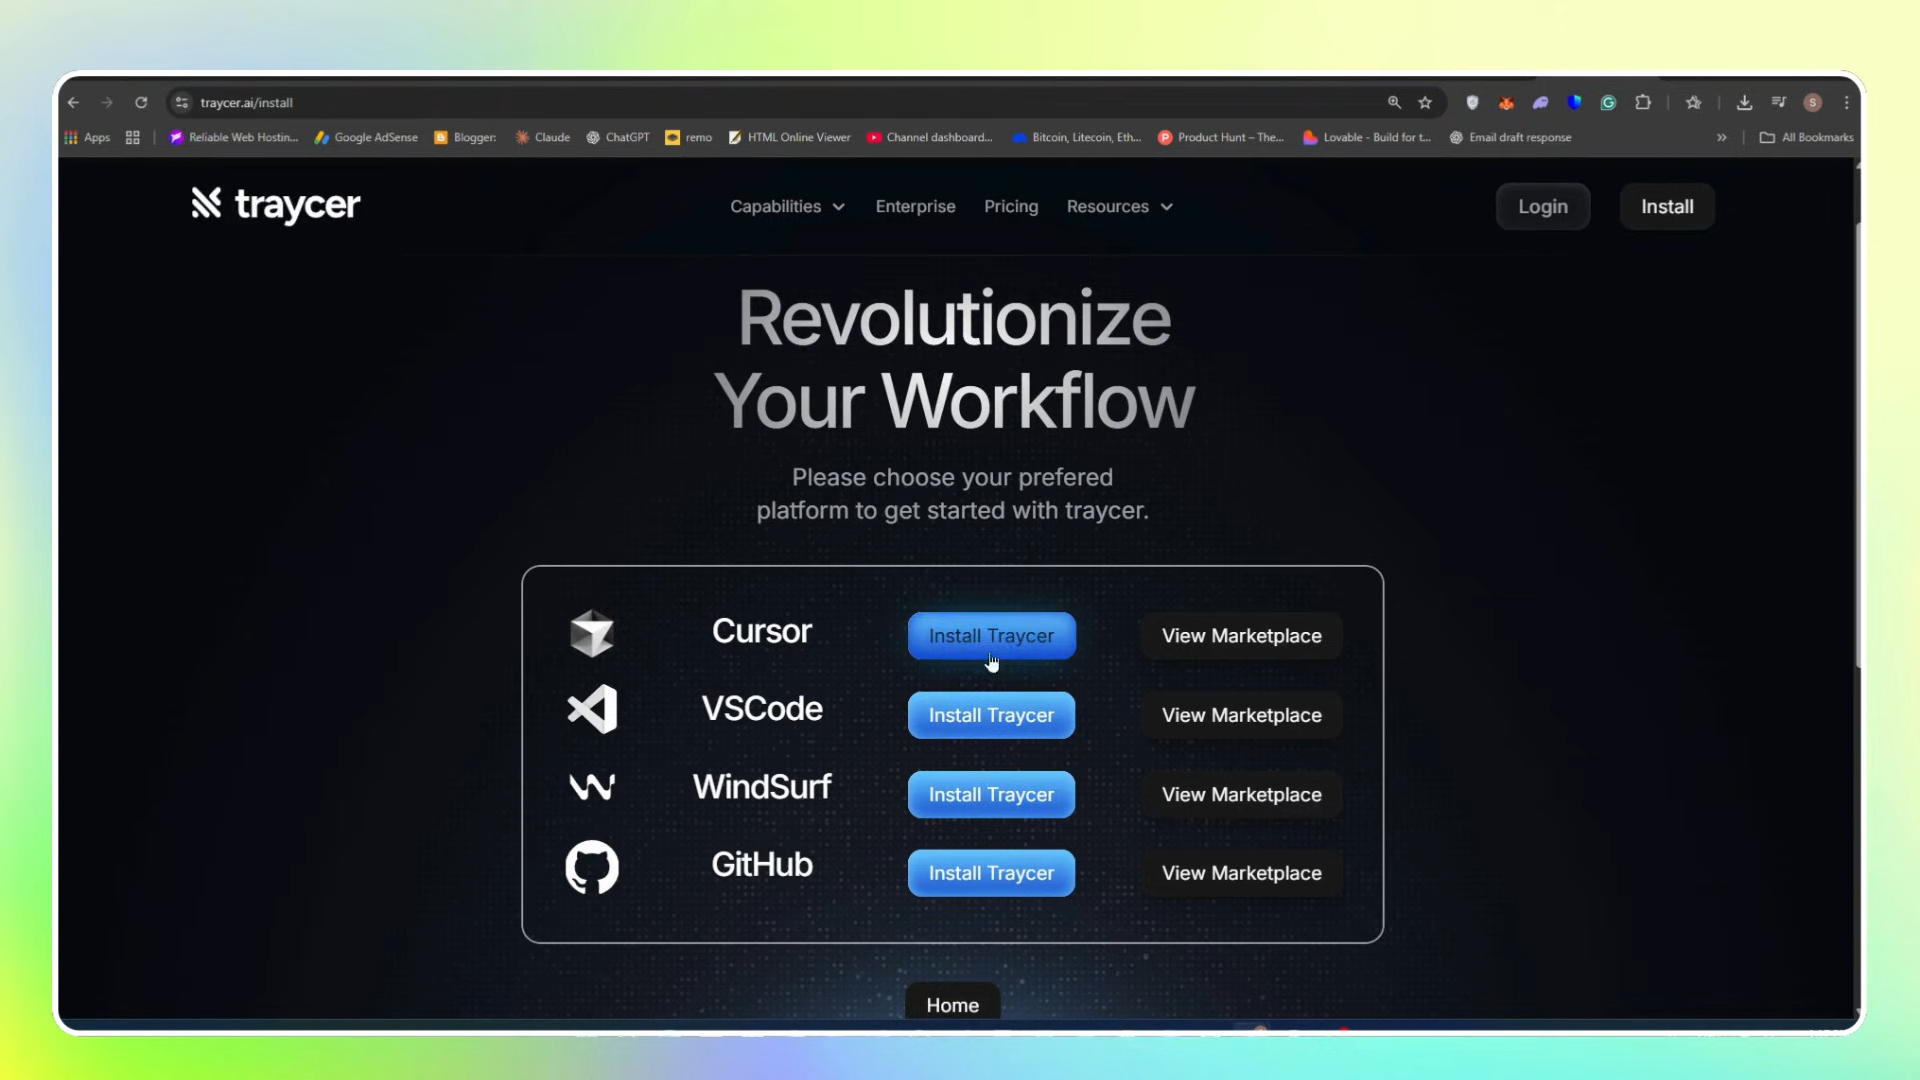 traycer.ai/install
S
Apps Reliable Web Hostin... Google AdSense Blogger: Claude ChatGPT remo HTML Online Viewer Channel dashboard... Bitcoin, Litecoin, Eth... Product Hunt – The... Lovable - Build for t... Email draft response » All Bookmarks
traycer Capabilities Enterprise Pricing Resources Login Install
Revolutionize
Your Workflow
Please choose your prefered
platform to get started with traycer.
Cursor Install Traycer View Marketplace
VSCode Install Traycer View Marketplace
WindSurf Install Traycer View Marketplace
GitHub Install Traycer View Marketplace
Home